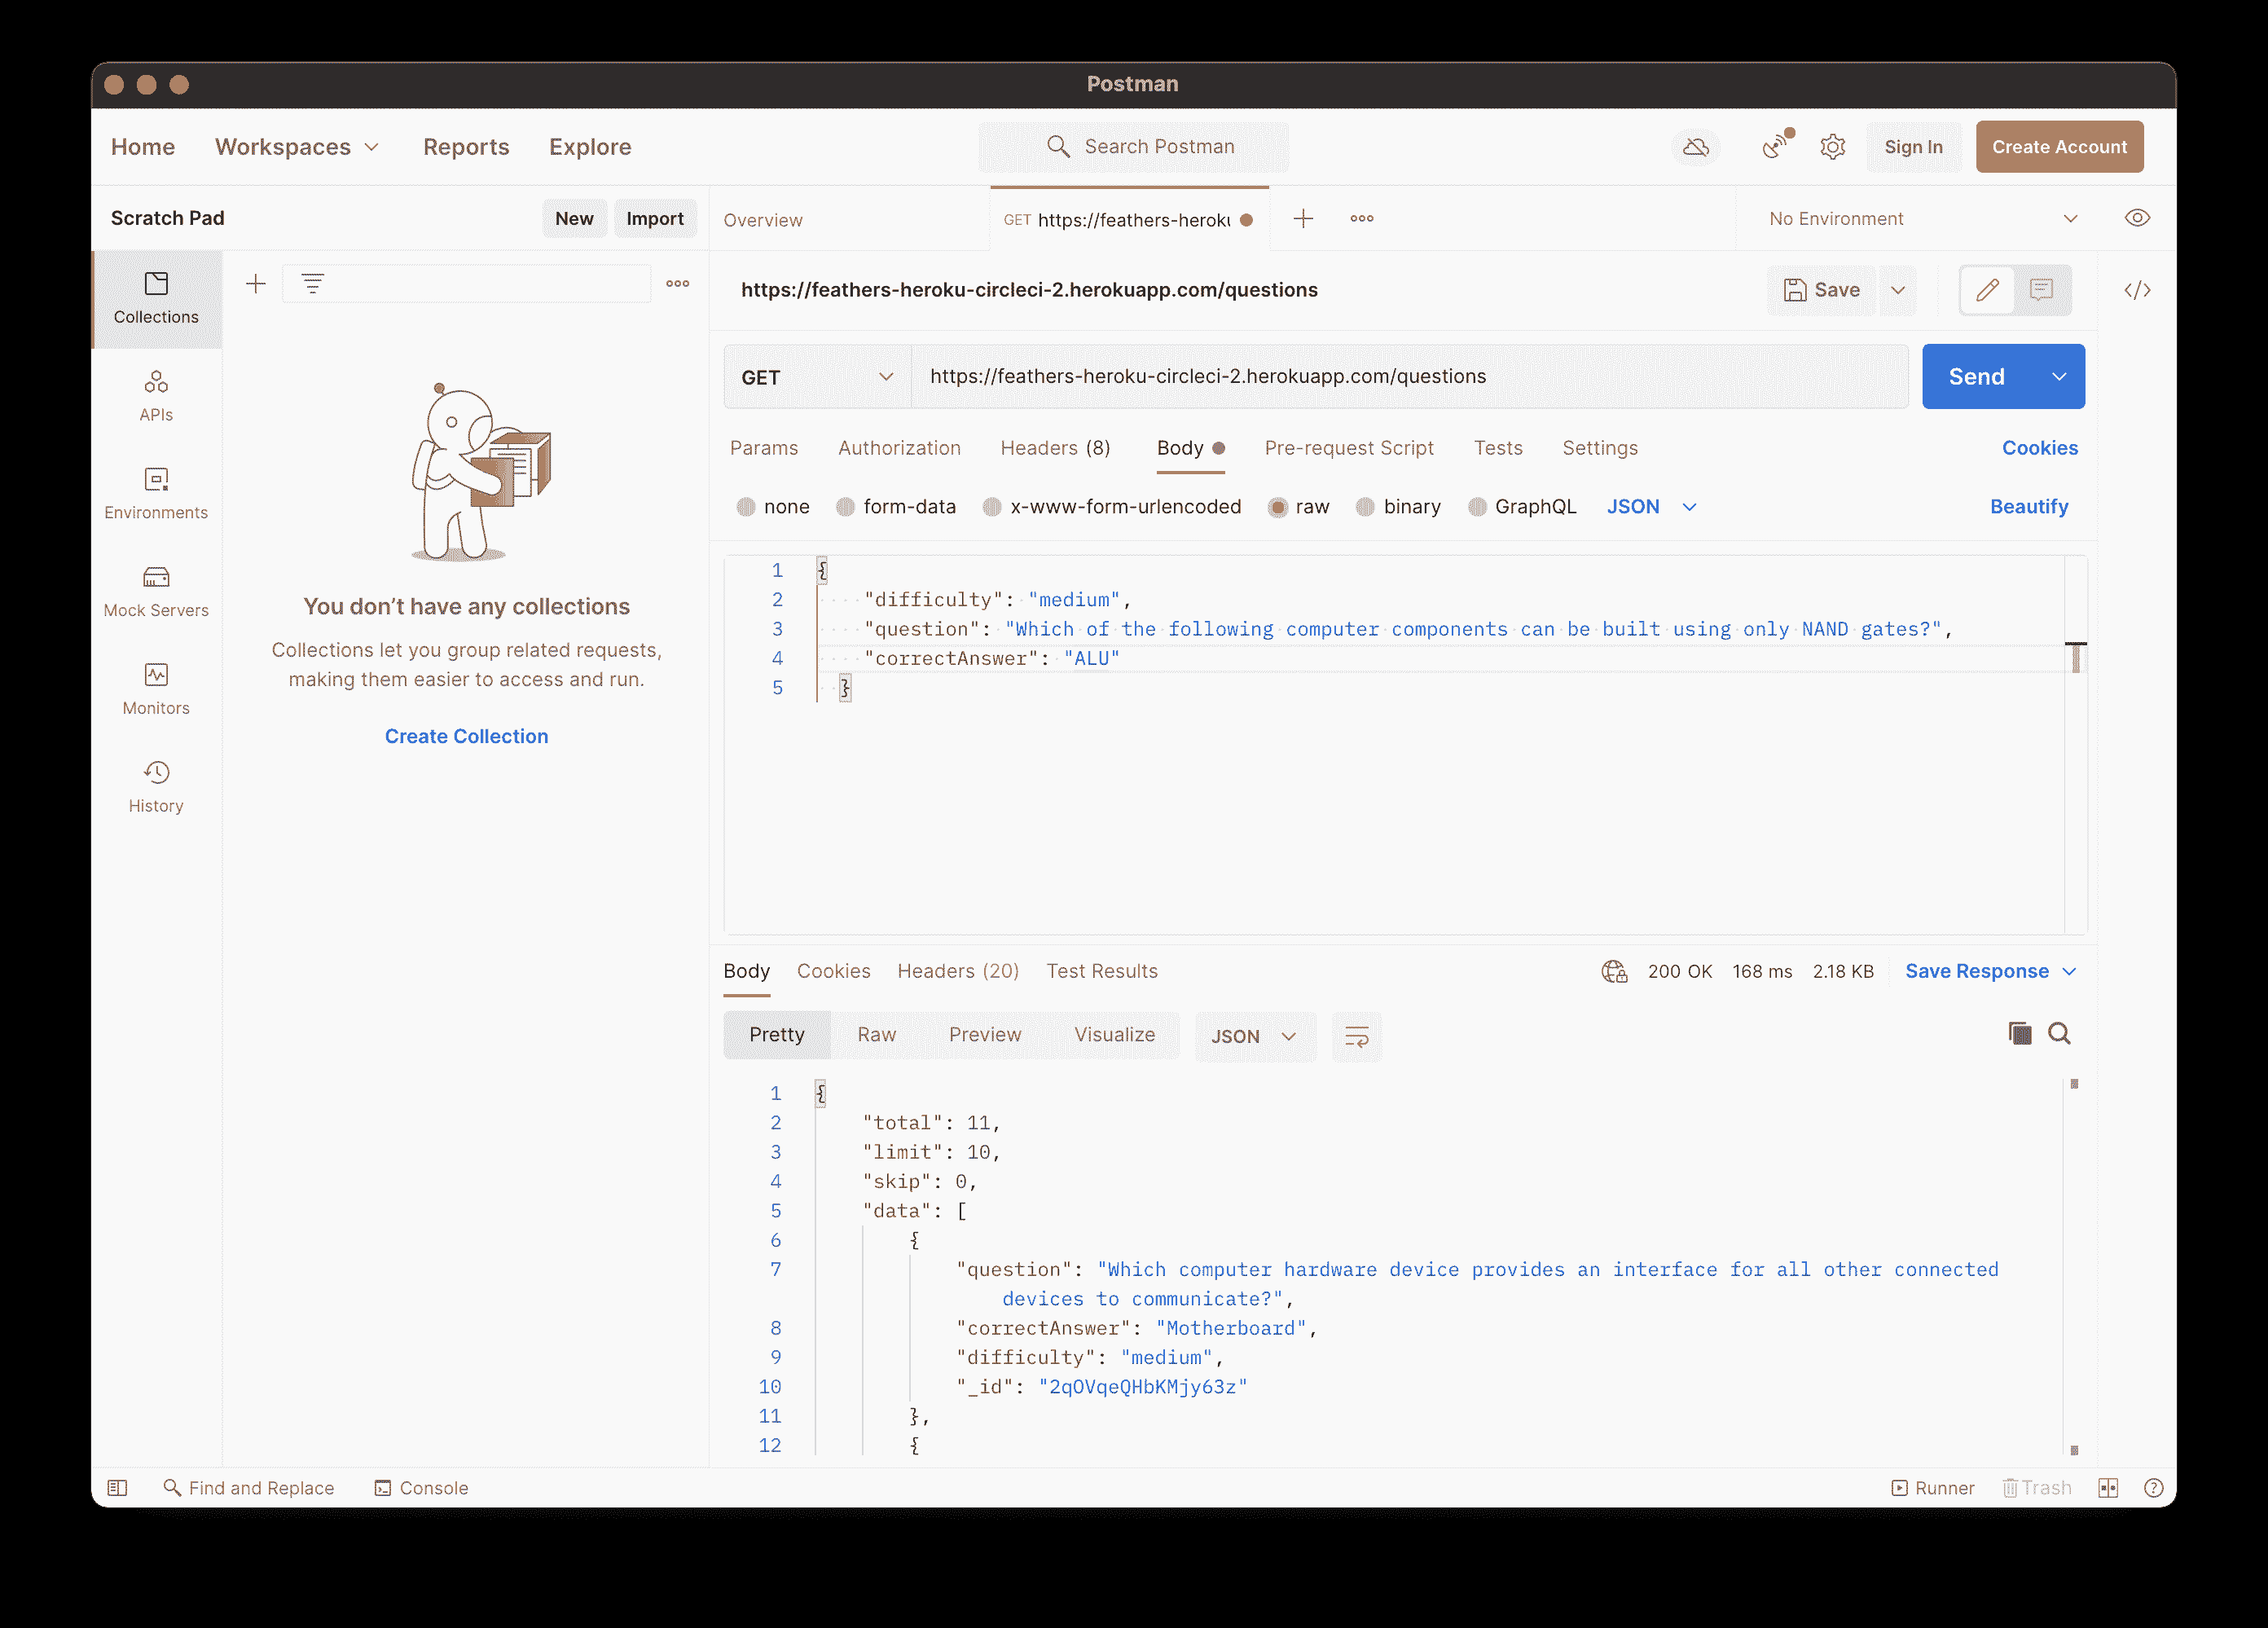 Postman
Home Workspaces Reports Explore Search Postman Sign In Create Account
Scratch Pad New Import Overview GET https://feathers-heroku No Environment
Collections
APIs
Environments
Mock Servers
Monitors
History
You don’t have any collections
Collections let you group related requests,
making them easier to access and run.
Create Collection
https://feathers-heroku-circleci-2.herokuapp.com/questions Save
GET https://feathers-heroku-circleci-2.herokuapp.com/questions Send
Params Authorization Headers (8) Body Pre-request Script Tests Settings Cookies
none form-data x-www-form-urlencoded raw binary GraphQL JSON Beautify
1 {
2 "difficulty": "medium",
3 "question": "Which of the following computer components can be built using only NAND gates?",
4 "correctAnswer": "ALU"
5 }
Body Cookies Headers (20) Test Results 200 OK 168 ms 2.18 KB Save Response
Pretty Raw Preview Visualize JSON
1 {
2 "total": 11,
3 "limit": 10,
4 "skip": 0,
5 "data": [
6 {
7 "question": "Which computer hardware device provides an interface for all other connected
devices to communicate?",
8 "correctAnswer": "Motherboard",
9 "difficulty": "medium",
10 "_id": "2qOVqeQHbKMjy63z"
11 },
12 {
Find and Replace Console Runner Trash